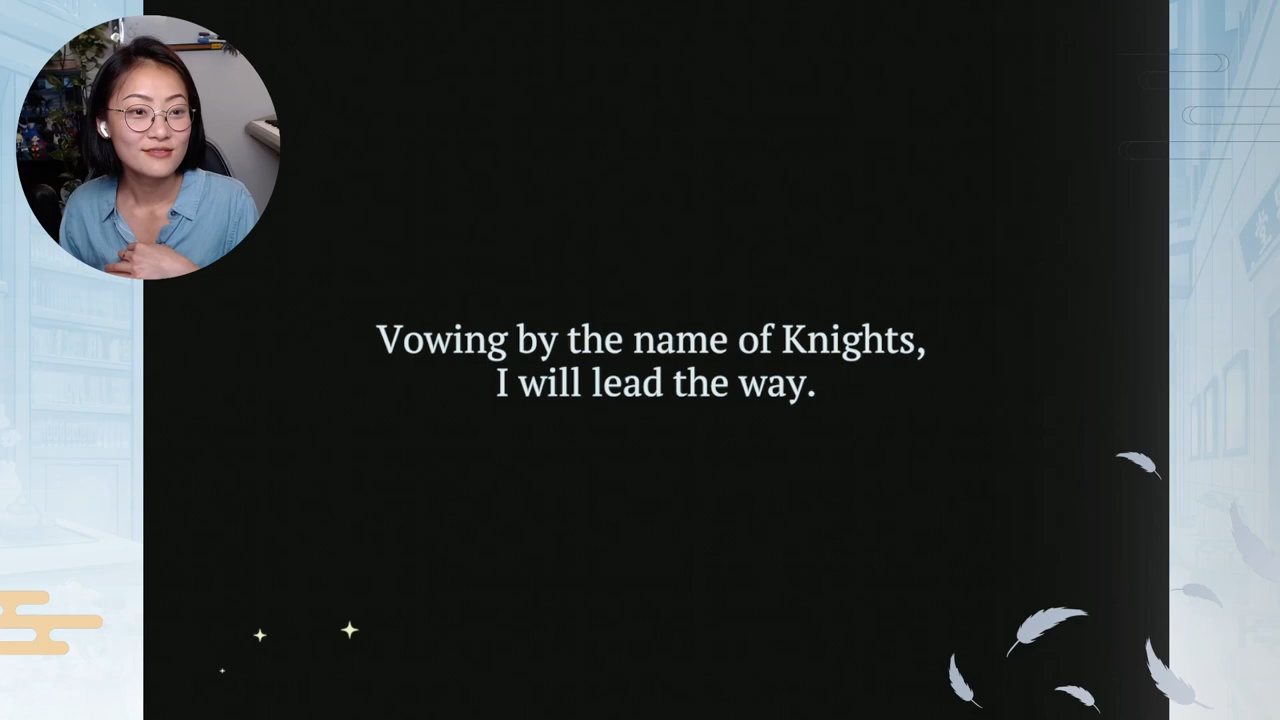 Vowing by the name of Knights,
I will lead the way.